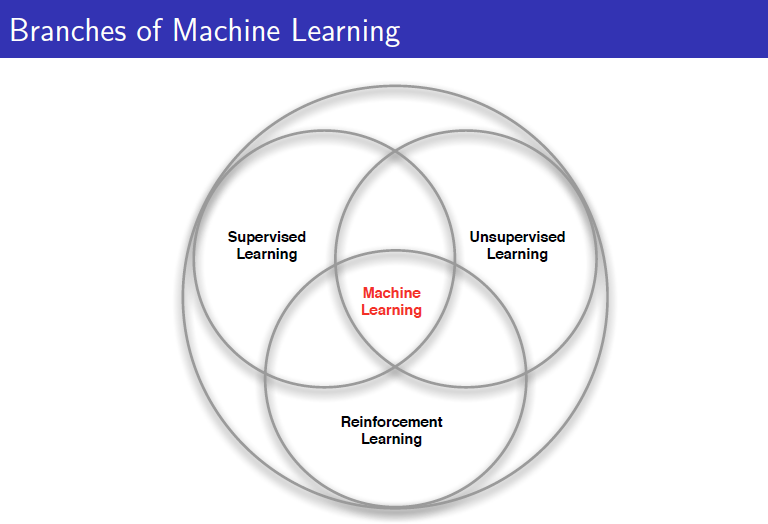 Branches of Machine Learning
Supervised
Learning
Unsupervised
Learning
Machine
Learning
Reinforcement
Learning